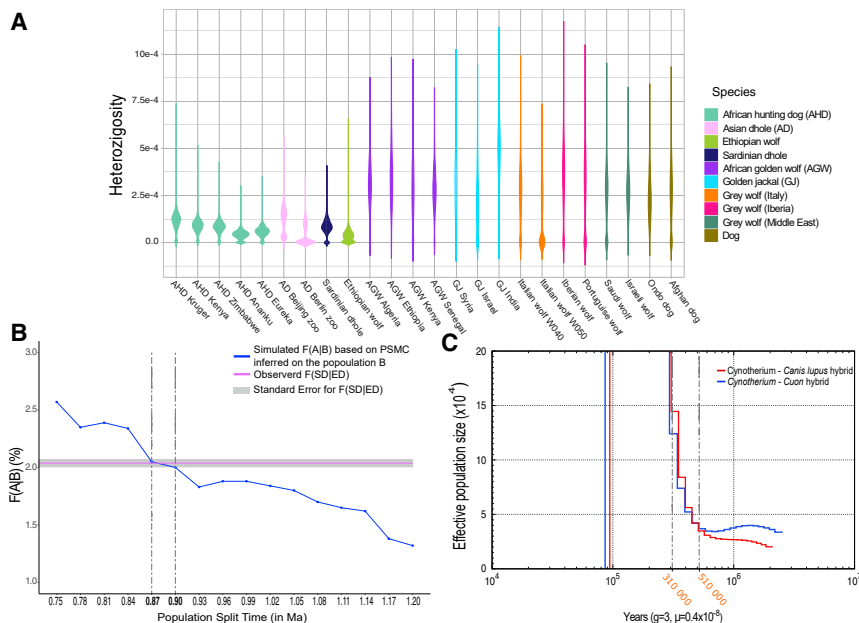 A
Heterozigosity
10e-4
7.5e-4
5e-4
2.5e-4
0.0
AHD Kruger
AHD Kenya
AHD Zimbabwe
AHD Ananku
AHD Eureka
AD Beijing zoo
AD Berlin zoo
Sardinian dhole
Ethiopian wolf
AGW Algeria
AGW Ethiopia
AGW Kenya
AGW Senegal
GJ Syria
GJ Israel
GJ India
Italian wolf W040
Italian wolf W050
Iberian wolf
Portuguise wolf
Saudi wolf
Israeli wolf
Ondo dog
Afghan dog
Species
African hunting dog (AHD)
Asian dhole (AD)
Ethiopian wolf
Sardinian dhole
African golden wolf (AGW)
Golden jackal (GJ)
Grey wolf (Italy)
Grey wolf (Iberia)
Grey wolf (Middle East)
Dog
B
Simulated F(A|B) based on PSMC
inferred on the popoulation B
Observerd F(SD|ED)
Standard Error for F(SD|ED)
F(A|B) (%)
3.0
2.5
2.0
1.5
1.0
0.75 0.78 0.81 0.84 0.87 0.90 0.93 0.96 0.99 1.02 1.05 1.08 1.11 1.14 1.17 1.20
Population Split Time (in Ma)
C
Cynotherium - Canis lupus hybrid
Cynotherium - Cuon hybrid
Effective population size (x10⁻⁴)
20
15
10
5
0
10⁴ 10⁵ 10⁶
310 000
510 000
Years (g=3, μ=0.4x10⁻⁸)